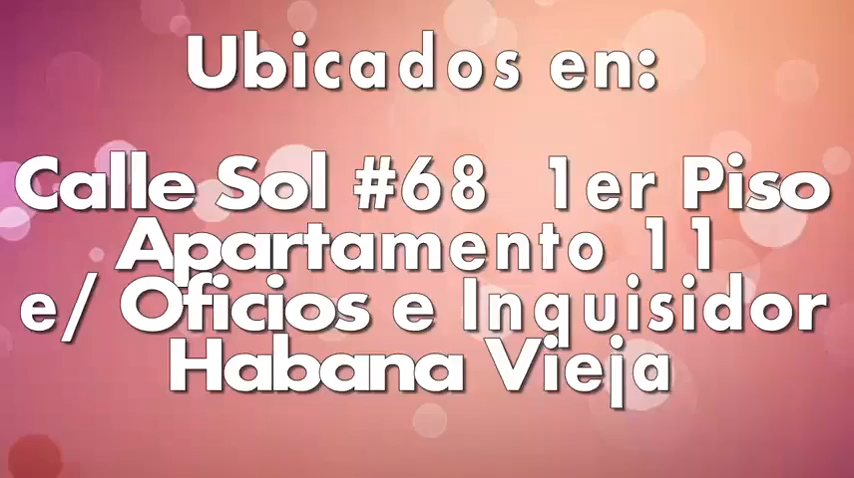 Ubicados en:
Calle Sol #68 1er Piso
Apartamento 11
e/ Oficios e Inquisidor
Habana Vieja